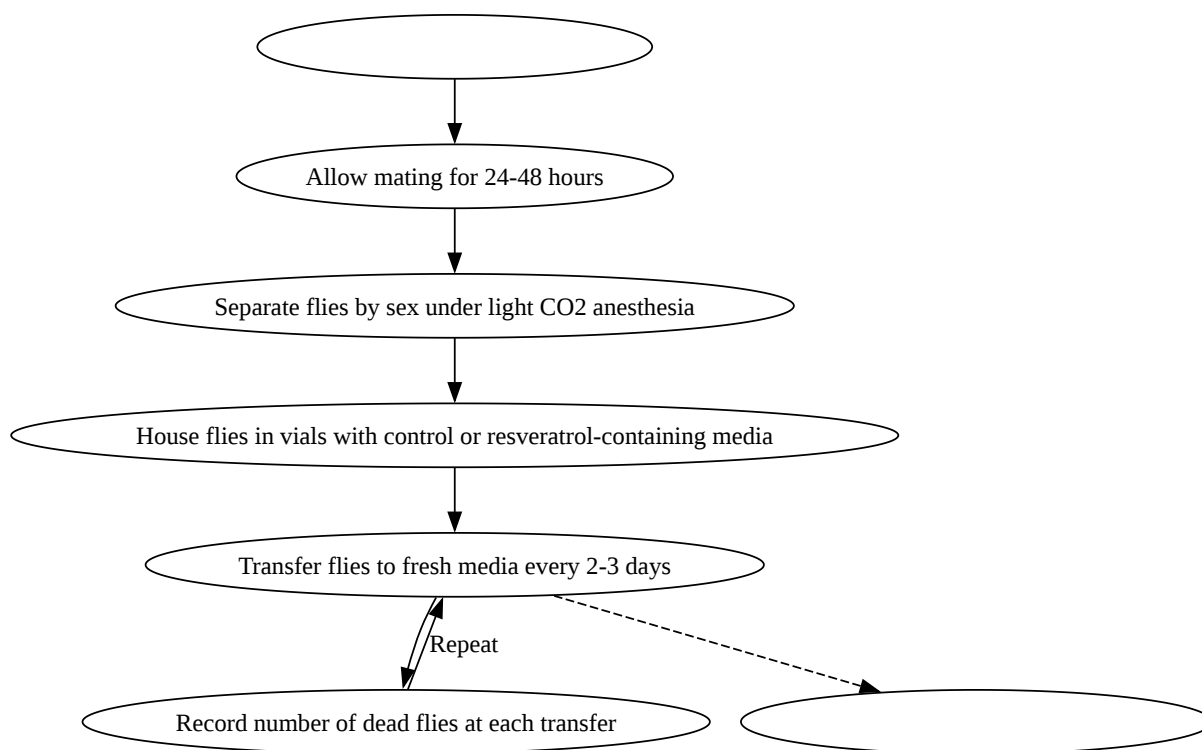 Allow mating for 24-48 hours
Separate flies by sex under light CO2 anesthesia
House flies in vials with control or resveratrol-containing media
Transfer flies to fresh media every 2-3 days
Repeat
Record number of dead flies at each transfer